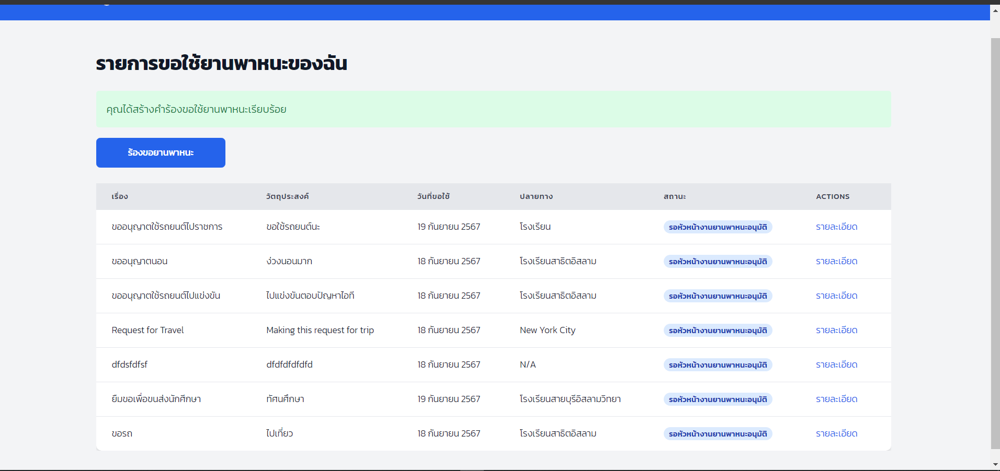 รายการขอใช้ยานพาหนะของฉัน
คุณได้สร้างคำร้องขอใช้ยานพาหนะเรียบร้อย
ร้องขอยานพาหนะ
เรื่อง วัตถุประสงค์ วันที่ขอใช้ ปลายทาง สถานะ ACTIONS
ขออนุญาตใช้รถยนต์ไปราชการ ขอใช้รถยนต์นะ 19 กันยายน 2567 โรงเรียน รอหัวหน้างานยานพาหนะอนุมัติ รายละเอียด
ขออนุญาตนอน ง่วงนอนมาก 18 กันยายน 2567 โรงเรียนสาธิตอิสลาม รอหัวหน้างานยานพาหนะอนุมัติ รายละเอียด
ขออนุญาตใช้รถยนต์ไปแข่งขัน ไปแข่งขันตอบปัญหาไอที 18 กันยายน 2567 โรงเรียนสาธิตอิสลาม รอหัวหน้างานยานพาหนะอนุมัติ รายละเอียด
Request for Travel Making this request for trip 18 กันยายน 2567 New York City รอหัวหน้างานยานพาหนะอนุมัติ รายละเอียด
dfdsfdfsf dfdfdfdfdfd 18 กันยายน 2567 N/A รอหัวหน้างานยานพาหนะอนุมัติ รายละเอียด
ยืมขอเพื่อขนส่งนักศึกษา ทัศนศึกษา 19 กันยายน 2567 โรงเรียนสายบุรีอิสลามวิทยา รอหัวหน้างานยานพาหนะอนุมัติ รายละเอียด
ขอรถ ไปเที่ยว 18 กันยายน 2567 โรงเรียนสาธิตอิสลาม รอหัวหน้างานยานพาหนะอนุมัติ รายละเอียด